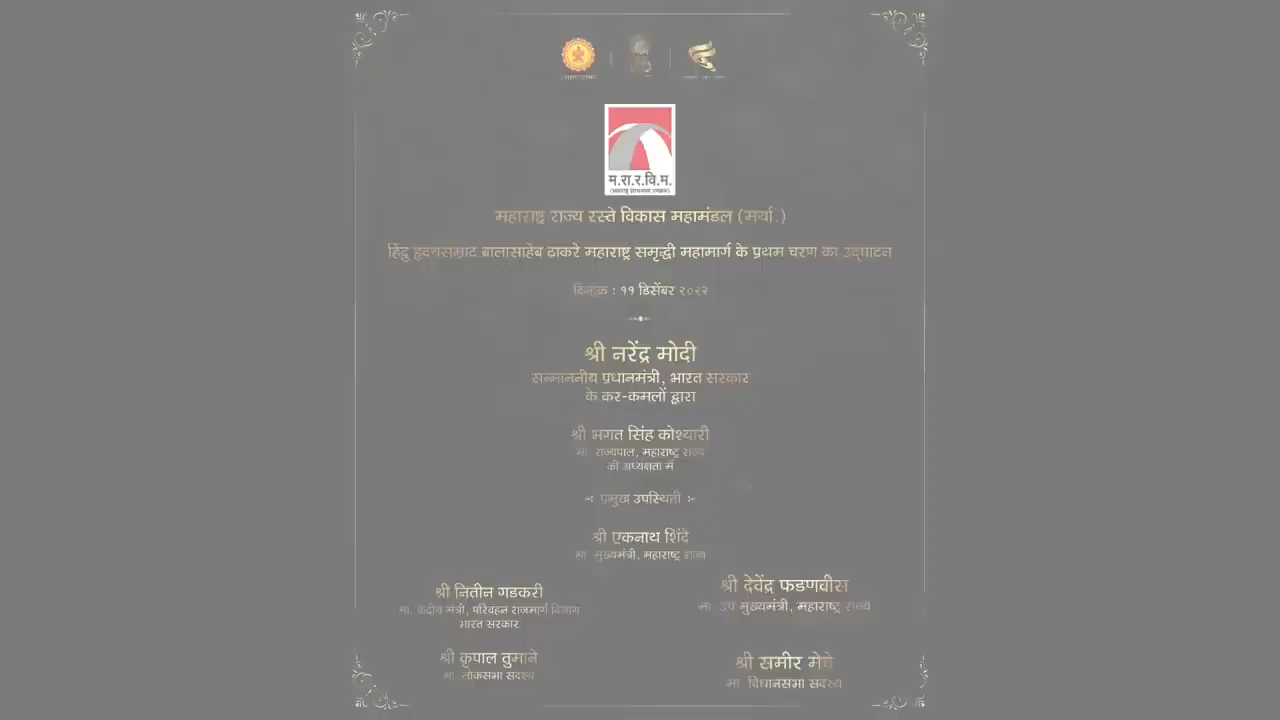 म.रा.र.वि.म.
महाराष्ट्र राज्य रस्ते विकास महामंडल (मर्या.)
हिंदु हृदयसम्राट बालासाहेब ठाकरे महाराष्ट्र समृद्धी महामार्ग के प्रथम चरण का उद्घाटन
दिनांक : ११ डिसेंबर २०२२
श्री नरेंद्र मोदी
सन्माननीय प्रधानमंत्री, भारत सरकार
के कर-कमलों द्वारा
श्री भगत सिंह कोश्यारी
मा. राज्यपाल, महाराष्ट्र राज्य
की अध्यक्षता में
-: प्रमुख उपस्थिती :-
श्री एकनाथ शिंदे
मा. मुख्यमंत्री, महाराष्ट्र राज्य
श्री नितीन गडकरी
मा. केंद्रीय मंत्री, परिवहन राजमार्ग विभाग
भारत सरकार
श्री देवेंद्र फडणवीस
मा. उप मुख्यमंत्री, महाराष्ट्र राज्य
श्री कृपाल तुमाने
मा. लोकसभा सदस्य
श्री समीर मेघे
मा. विधानसभा सदस्य